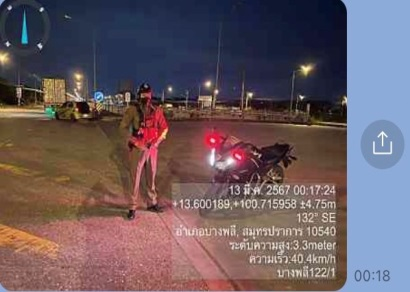 13 มี.ค. 2567 00:17:24
+13.600189,+100.715958 ±4.75m
132° SE
อำเภอบางพลี, สมุทรปราการ 10540
ระดับความสูง:3.3meter
ความเร็ว:40.4km/h
บางพลี122/1
00:18